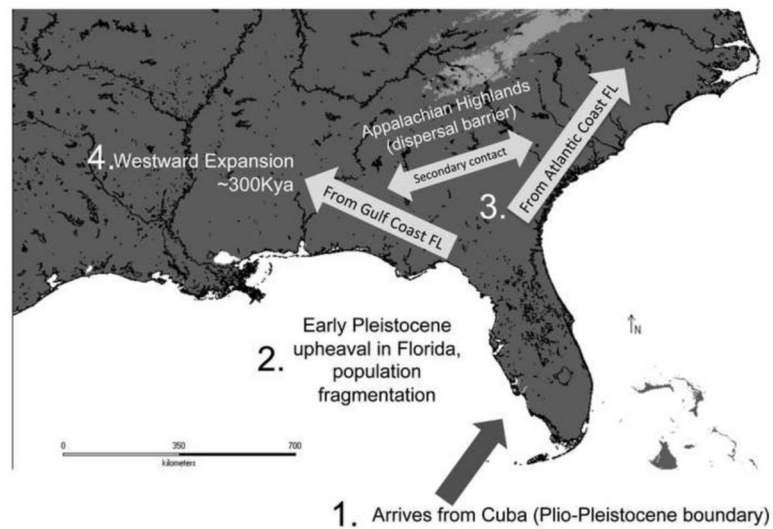 Appalachian Highlands
(dispersal barrier)
Secondary contact
4. Westward Expansion
~300Kya
From Gulf Coast FL
3.
From Atlantic Coast FL
2.
Early Pleistocene
upheaval in Florida,
population
fragmentation
↑N
0 350 700
kilometers
1. Arrives from Cuba (Plio-Pleistocene boundary)